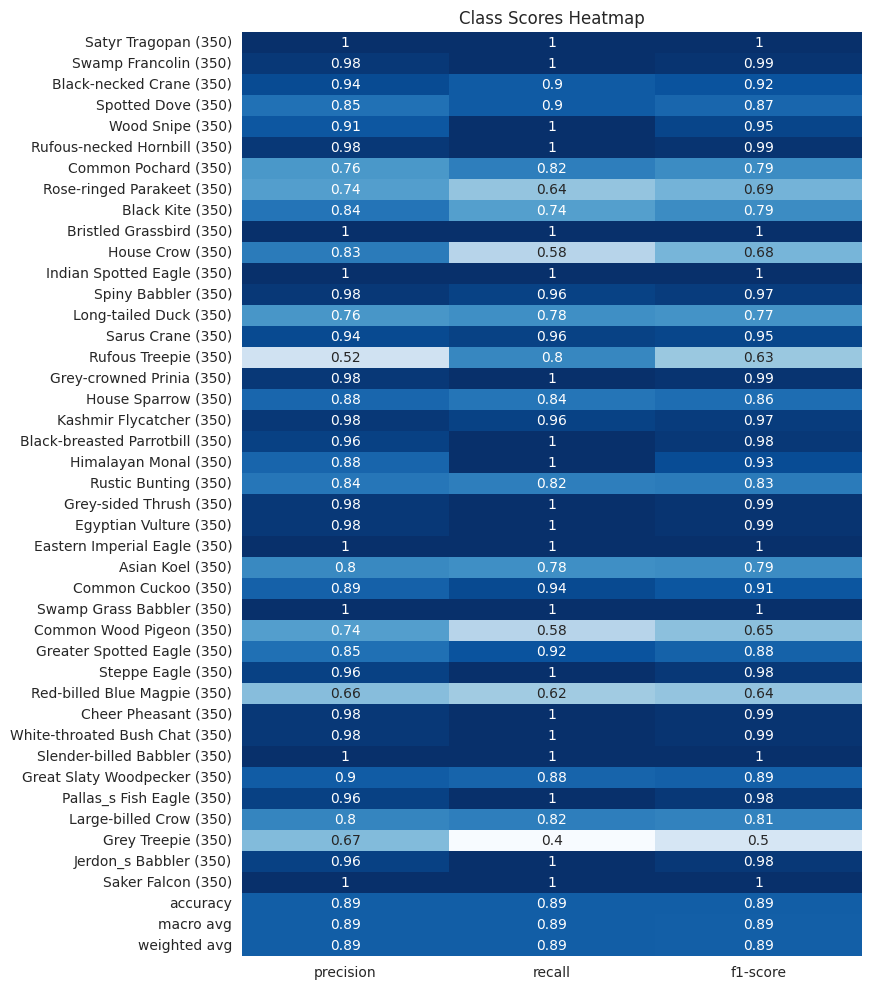 Class Scores Heatmap
Satyr Tragopan (350) 1 1 1
Swamp Francolin (350) 0.98 1 0.99
Black-necked Crane (350) 0.94 0.9 0.92
Spotted Dove (350) 0.85 0.9 0.87
Wood Snipe (350) 0.91 1 0.95
Rufous-necked Hornbill (350) 0.98 1 0.99
Common Pochard (350) 0.76 0.82 0.79
Rose-ringed Parakeet (350) 0.74 0.64 0.69
Black Kite (350) 0.84 0.74 0.79
Bristled Grassbird (350) 1 1 1
House Crow (350) 0.83 0.58 0.68
Indian Spotted Eagle (350) 1 1 1
Spiny Babbler (350) 0.98 0.96 0.97
Long-tailed Duck (350) 0.76 0.78 0.77
Sarus Crane (350) 0.94 0.96 0.95
Rufous Treepie (350) 0.52 0.8 0.63
Grey-crowned Prinia (350) 0.98 1 0.99
House Sparrow (350) 0.88 0.84 0.86
Kashmir Flycatcher (350) 0.98 0.96 0.97
Black-breasted Parrotbill (350) 0.96 1 0.98
Himalayan Monal (350) 0.88 1 0.93
Rustic Bunting (350) 0.84 0.82 0.83
Grey-sided Thrush (350) 0.98 1 0.99
Egyptian Vulture (350) 0.98 1 0.99
Eastern Imperial Eagle (350) 1 1 1
Asian Koel (350) 0.8 0.78 0.79
Common Cuckoo (350) 0.89 0.94 0.91
Swamp Grass Babbler (350) 1 1 1
Common Wood Pigeon (350) 0.74 0.58 0.65
Greater Spotted Eagle (350) 0.85 0.92 0.88
Steppe Eagle (350) 0.96 1 0.98
Red-billed Blue Magpie (350) 0.66 0.62 0.64
Cheer Pheasant (350) 0.98 1 0.99
White-throated Bush Chat (350) 0.98 1 0.99
Slender-billed Babbler (350) 1 1 1
Great Slaty Woodpecker (350) 0.9 0.88 0.89
Pallas_s Fish Eagle (350) 0.96 1 0.98
Large-billed Crow (350) 0.8 0.82 0.81
Grey Treepie (350) 0.67 0.4 0.5
Jerdon_s Babbler (350) 0.96 1 0.98
Saker Falcon (350) 1 1 1
accuracy 0.89 0.89 0.89
macro avg 0.89 0.89 0.89
weighted avg 0.89 0.89 0.89
precision recall f1-score